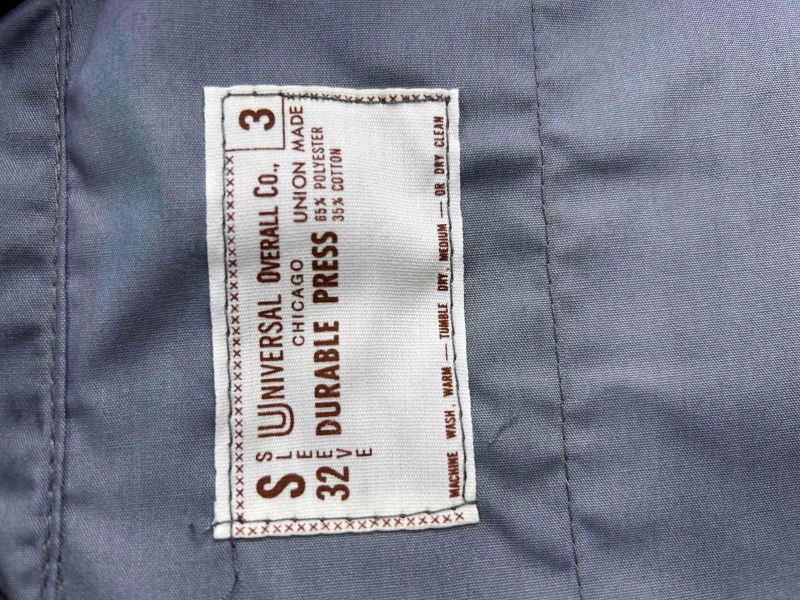 UNIVERSAL OVERALL CO., 3
CHICAGO UNION MADE
DURABLE PRESS 65% POLYESTER
35% COTTON
S
32
SLEEVE
MACHINE WASH, WARM — TUMBLE DRY, MEDIUM — OR DRY CLEAN